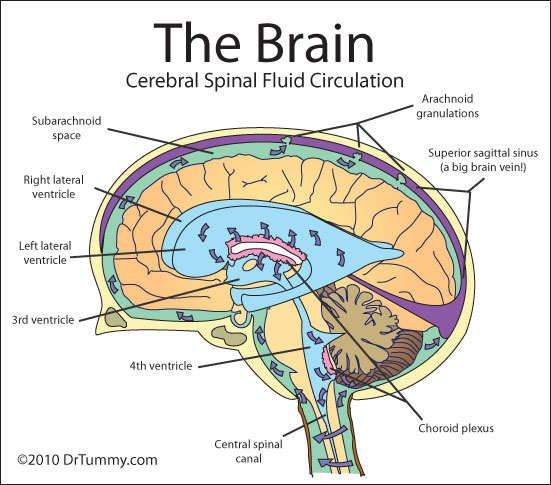 The Brain
Cerebral Spinal Fluid Circulation
Arachnoid
granulations
Subarachnoid
space
Superior sagittal sinus
(a big brain vein!)
Right lateral
ventricle
Left lateral
ventricle
3rd ventricle
4th ventricle
Choroid plexus
Central spinal
canal
©2010 DrTummy.com